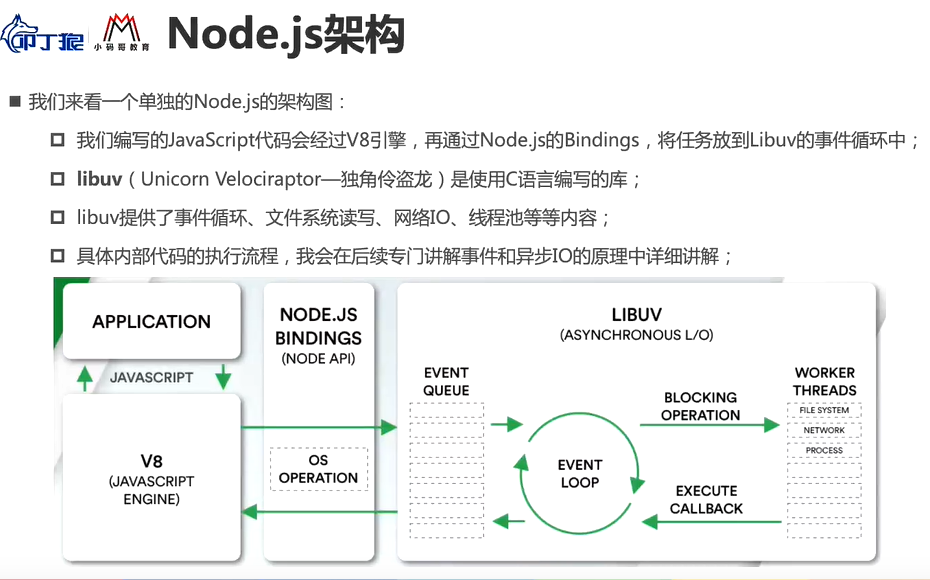 叩丁狼
小码哥教育
Node.js架构
我们来看一个单独的Node.js的架构图：
我们编写的JavaScript代码会经过V8引擎，再通过Node.js的Bindings，将任务放到Libuv的事件循环中；
libuv（Unicorn Velociraptor—独角伶盗龙）是使用C语言编写的库；
libuv提供了事件循环、文件系统读写、网络IO、线程池等等内容；
具体内部代码的执行流程，我会在后续专门讲解事件和异步IO的原理中详细讲解；
APPLICATION
JAVASCRIPT
V8
(JAVASCRIPT
ENGINE)
NODE.JS
BINDINGS
(NODE API)
OS
OPERATION
LIBUV
(ASYNCHRONOUS L/O)
EVENT
QUEUE
EVENT
LOOP
BLOCKING
OPERATION
EXECUTE
CALLBACK
WORKER
THREADS
FILE SYSTEM
NETWORK
PROCESS